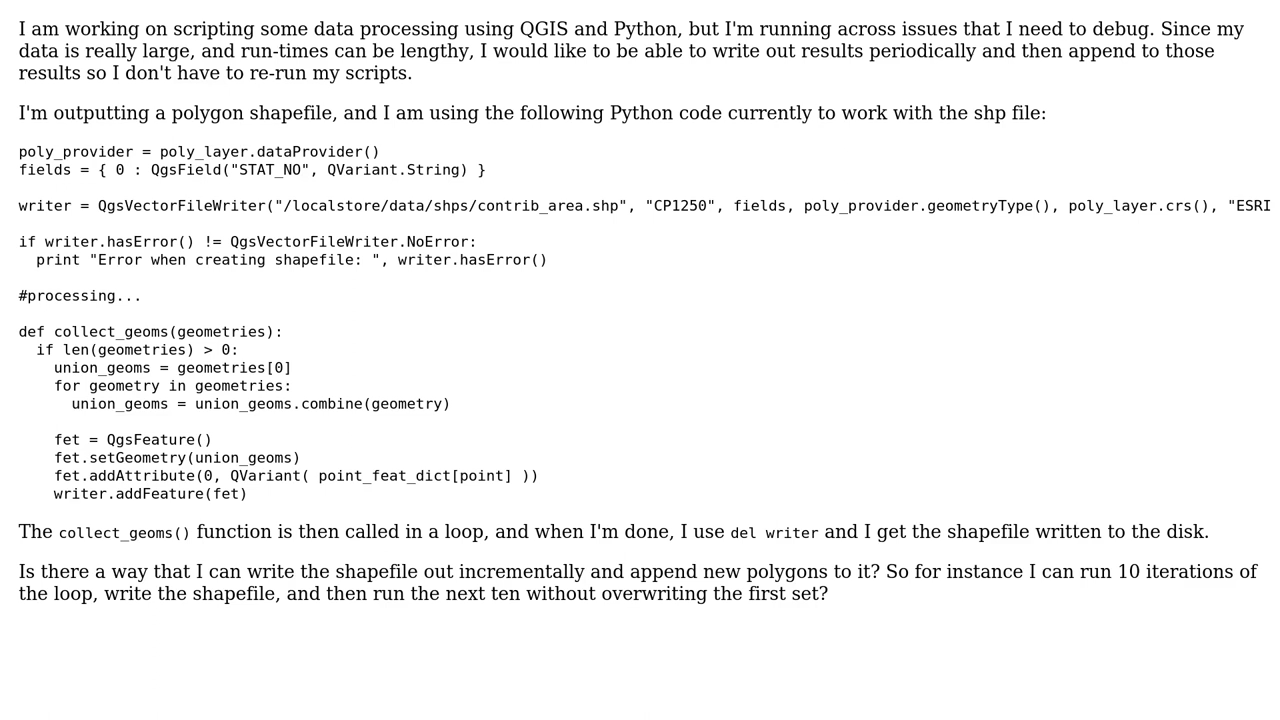 I am working on scripting some data processing using QGIS and Python, but I'm running across issues that I need to debug. Since my
data is really large, and run-times can be lengthy, I would like to be able to write out results periodically and then append to those
results so I don't have to re-run my scripts.
I'm outputting a polygon shapefile, and I am using the following Python code currently to work with the shp file:
poly_provider = poly_layer.dataProvider()
fields = { 0 : QgsField("STAT_NO", QVariant.String) }
writer = QgsVectorFileWriter("/localstore/data/shps/contrib_area.shp", "CP1250", fields, poly_provider.geometryType(), poly_layer.crs(), "ESRI
if writer.hasError() != QgsVectorFileWriter.NoError:
  print "Error when creating shapefile: ", writer.hasError()
#processing...
def collect_geoms(geometries):
  if len(geometries) > 0:
    union_geoms = geometries[0]
    for geometry in geometries:
      union_geoms = union_geoms.combine(geometry)
    fet = QgsFeature()
    fet.setGeometry(union_geoms)
    fet.addAttribute(0, QVariant( point_feat_dict[point] ))
    writer.addFeature(fet)
The collect_geoms() function is then called in a loop, and when I'm done, I use del writer and I get the shapefile written to the disk.
Is there a way that I can write the shapefile out incrementally and append new polygons to it? So for instance I can run 10 iterations of
the loop, write the shapefile, and then run the next ten without overwriting the first set?